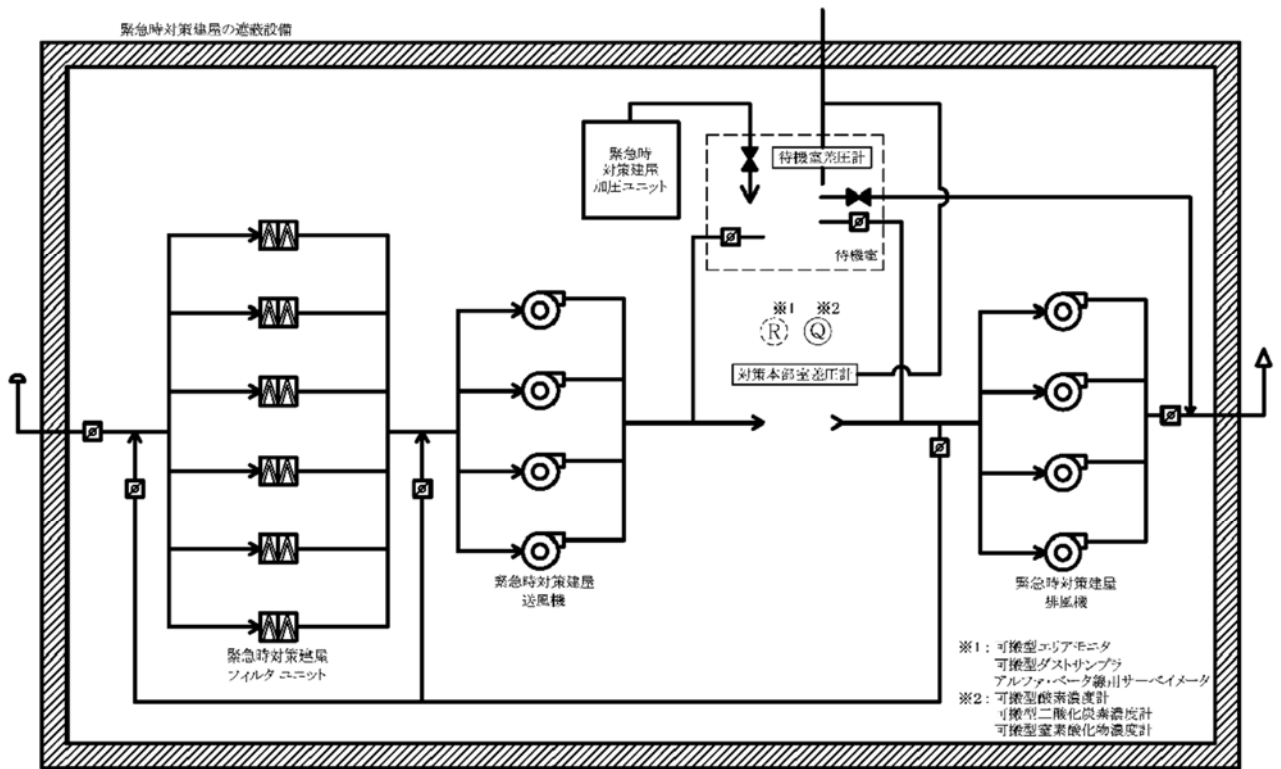 緊急時対策建屋の遮蔽設備
緊急時
対策建屋
加圧ユニット
待機室差圧計
待機室
※1
※2
R
Q
対策本部室差圧計
緊急時対策建屋
フィルタ ユニット
緊急時対策建屋
送風機
緊急時対策建屋
排風機
※1：可搬型エリアモニタ
可搬型ダストサンプラ
アルファ・ベータ線用サーベイメータ
※2：可搬型酸素濃度計
可搬型二酸化炭素濃度計
可搬型窒素酸化物濃度計